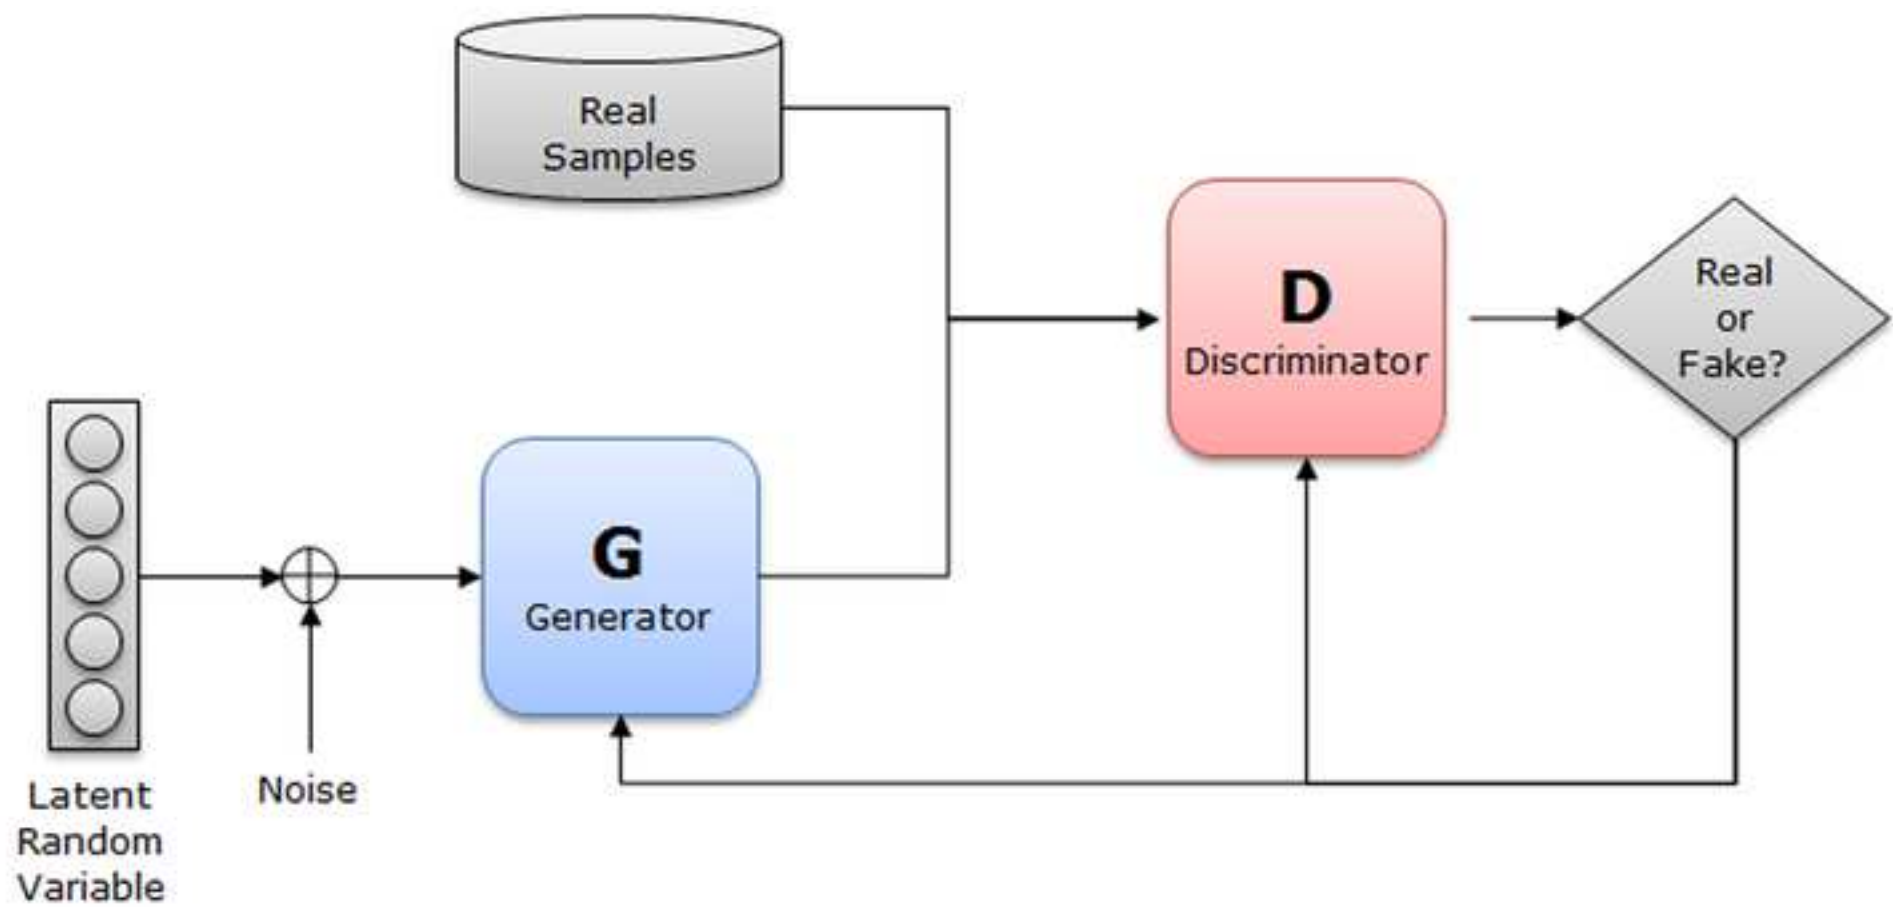 Real
Samples
D
Discriminator
Real
or
Fake?
G
Generator
Latent
Random
Variable
Noise